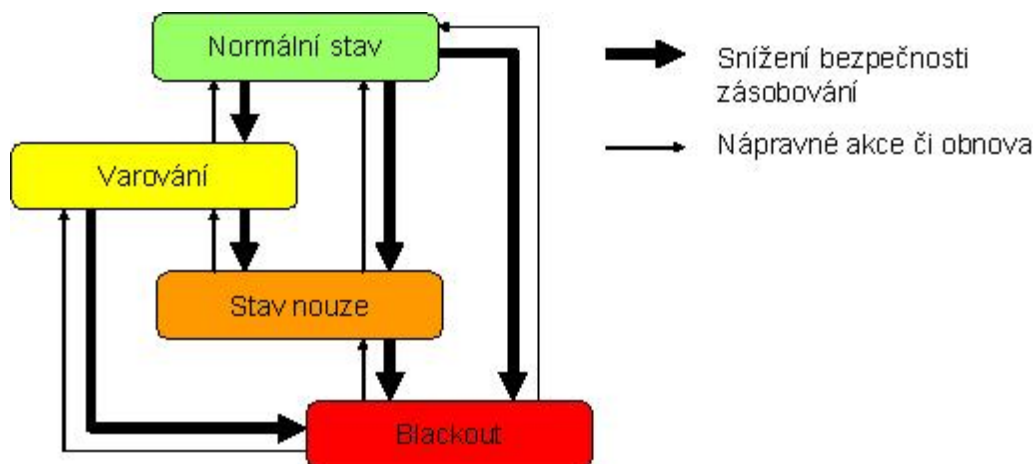 Normální stav
Varování
Stav nouze
Blackout
Snížení bezpečnosti
zásobování
Nápravné akce či obnova